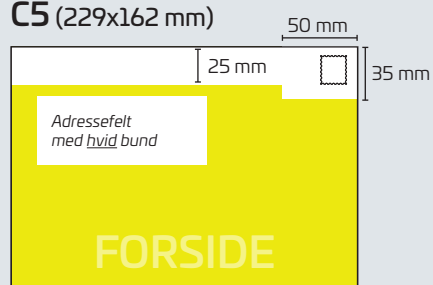 C5 (229x162 mm)
50 mm
25 mm
35 mm
Adressefelt
med hvid bund
FORSIDE